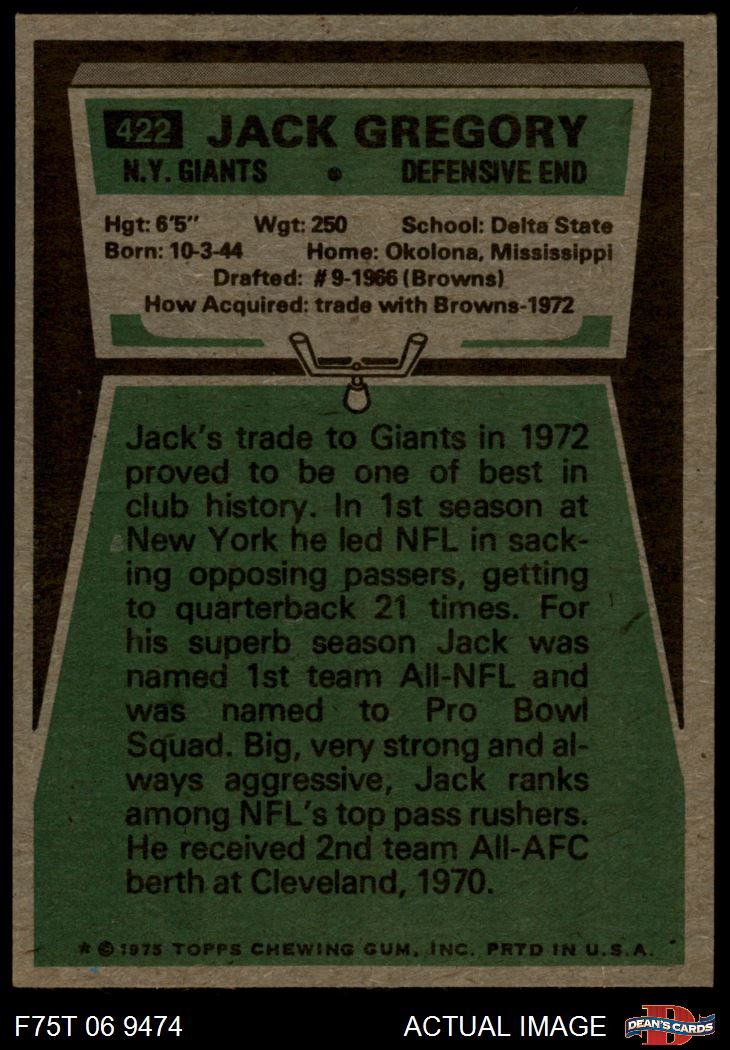 422 JACK GREGORY
N.Y. GIANTS • DEFENSIVE END
Hgt: 6'5" Wgt: 250 School: Delta State
Born: 10-3-44 Home: Okolona, Mississippi
Drafted: #9-1966 (Browns)
How Acquired: trade with Browns-1972
Jack's trade to Giants in 1972
proved to be one of best in
club history. In 1st season at
New York he led NFL in sack-
ing opposing passers, getting
to quarterback 21 times. For
his superb season Jack was
named 1st team All-NFL and
was named to Pro Bowl
Squad. Big, very strong and al-
ways aggressive, Jack ranks
among NFL's top pass rushers.
He received 2nd team All-AFC
berth at Cleveland, 1970.
* © 1975 TOPPS CHEWING GUM, INC. PRTD IN U.S.A.
F75T 06 9474 ACTUAL IMAGE D DEAN'S CARDS